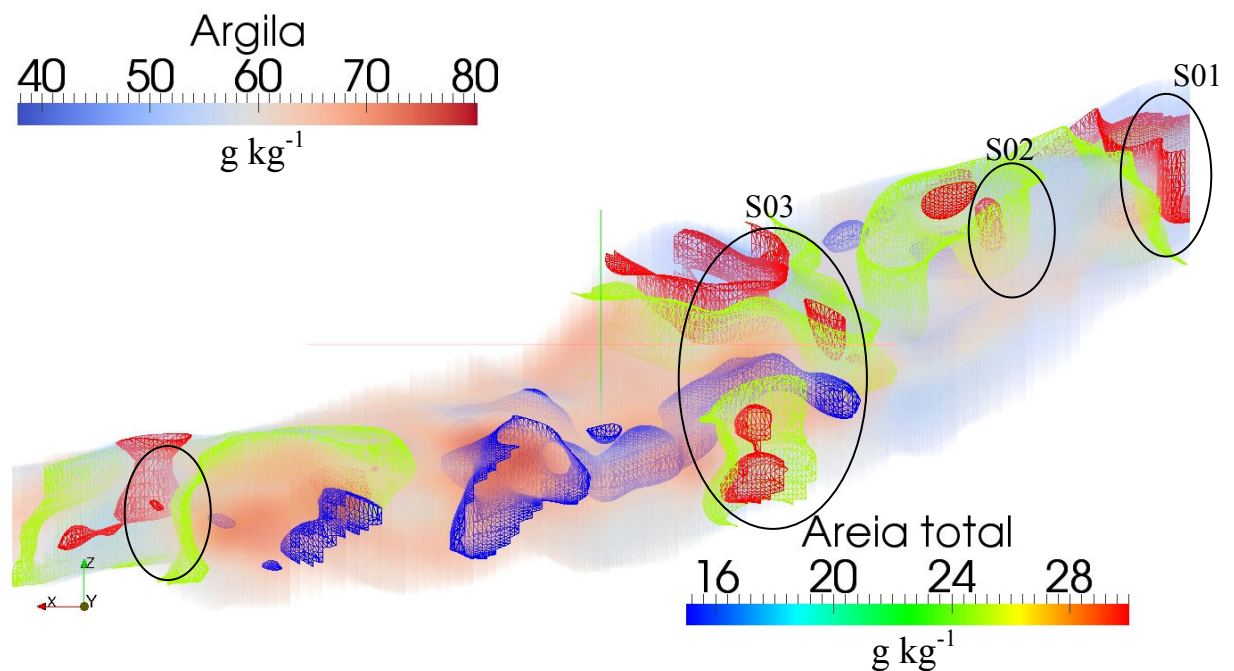 Argila
40 50 60 70 80
g kg-1
S01
S02
S03
Areia total
16 20 24 28
g kg-1
Z
X Y